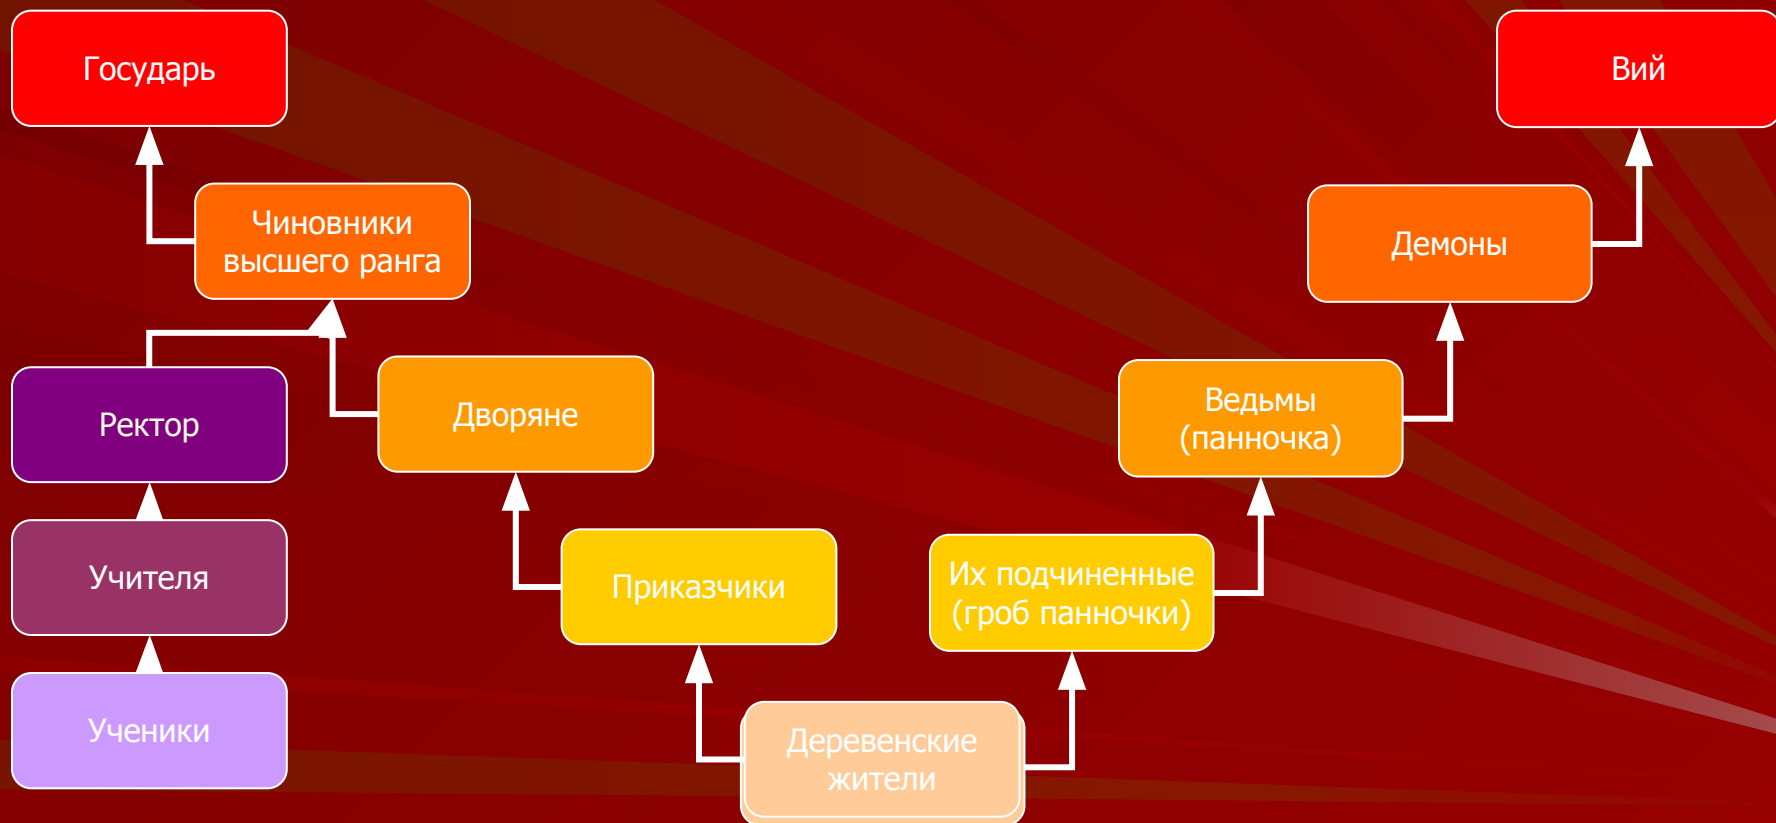 Государь
Вий
Чиновники
высшего ранга
Демоны
Ректор
Дворяне
Ведьмы
(панночка)
Учителя
Приказчики
Их подчиненные
(гроб панночки)
Ученики
Деревенские
жители